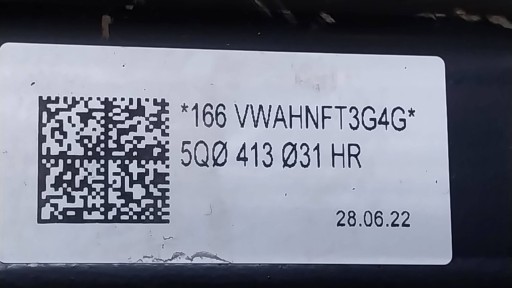 *166 VWAHNFT3G4G*
5QØ 413 Ø31 HR
28.06.22